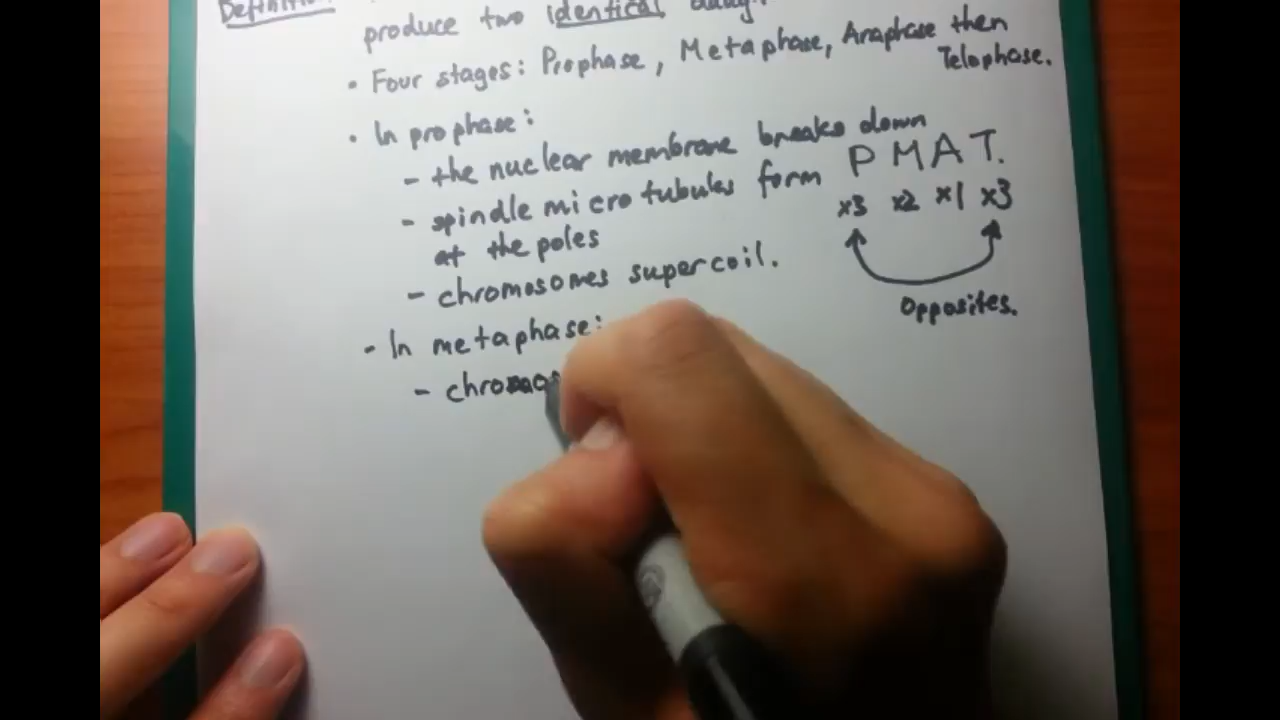 Definition
produce two identical
• Four stages: Prophase, Metaphase, Anaphase then
Telophase.
• In prophase:
- the nuclear membrane breaks down
- spindle microtubules form
at the poles
- chromosomes supercoil.
P M A T.
x3 x2 x1 x3
Opposites.
- In metaphase: